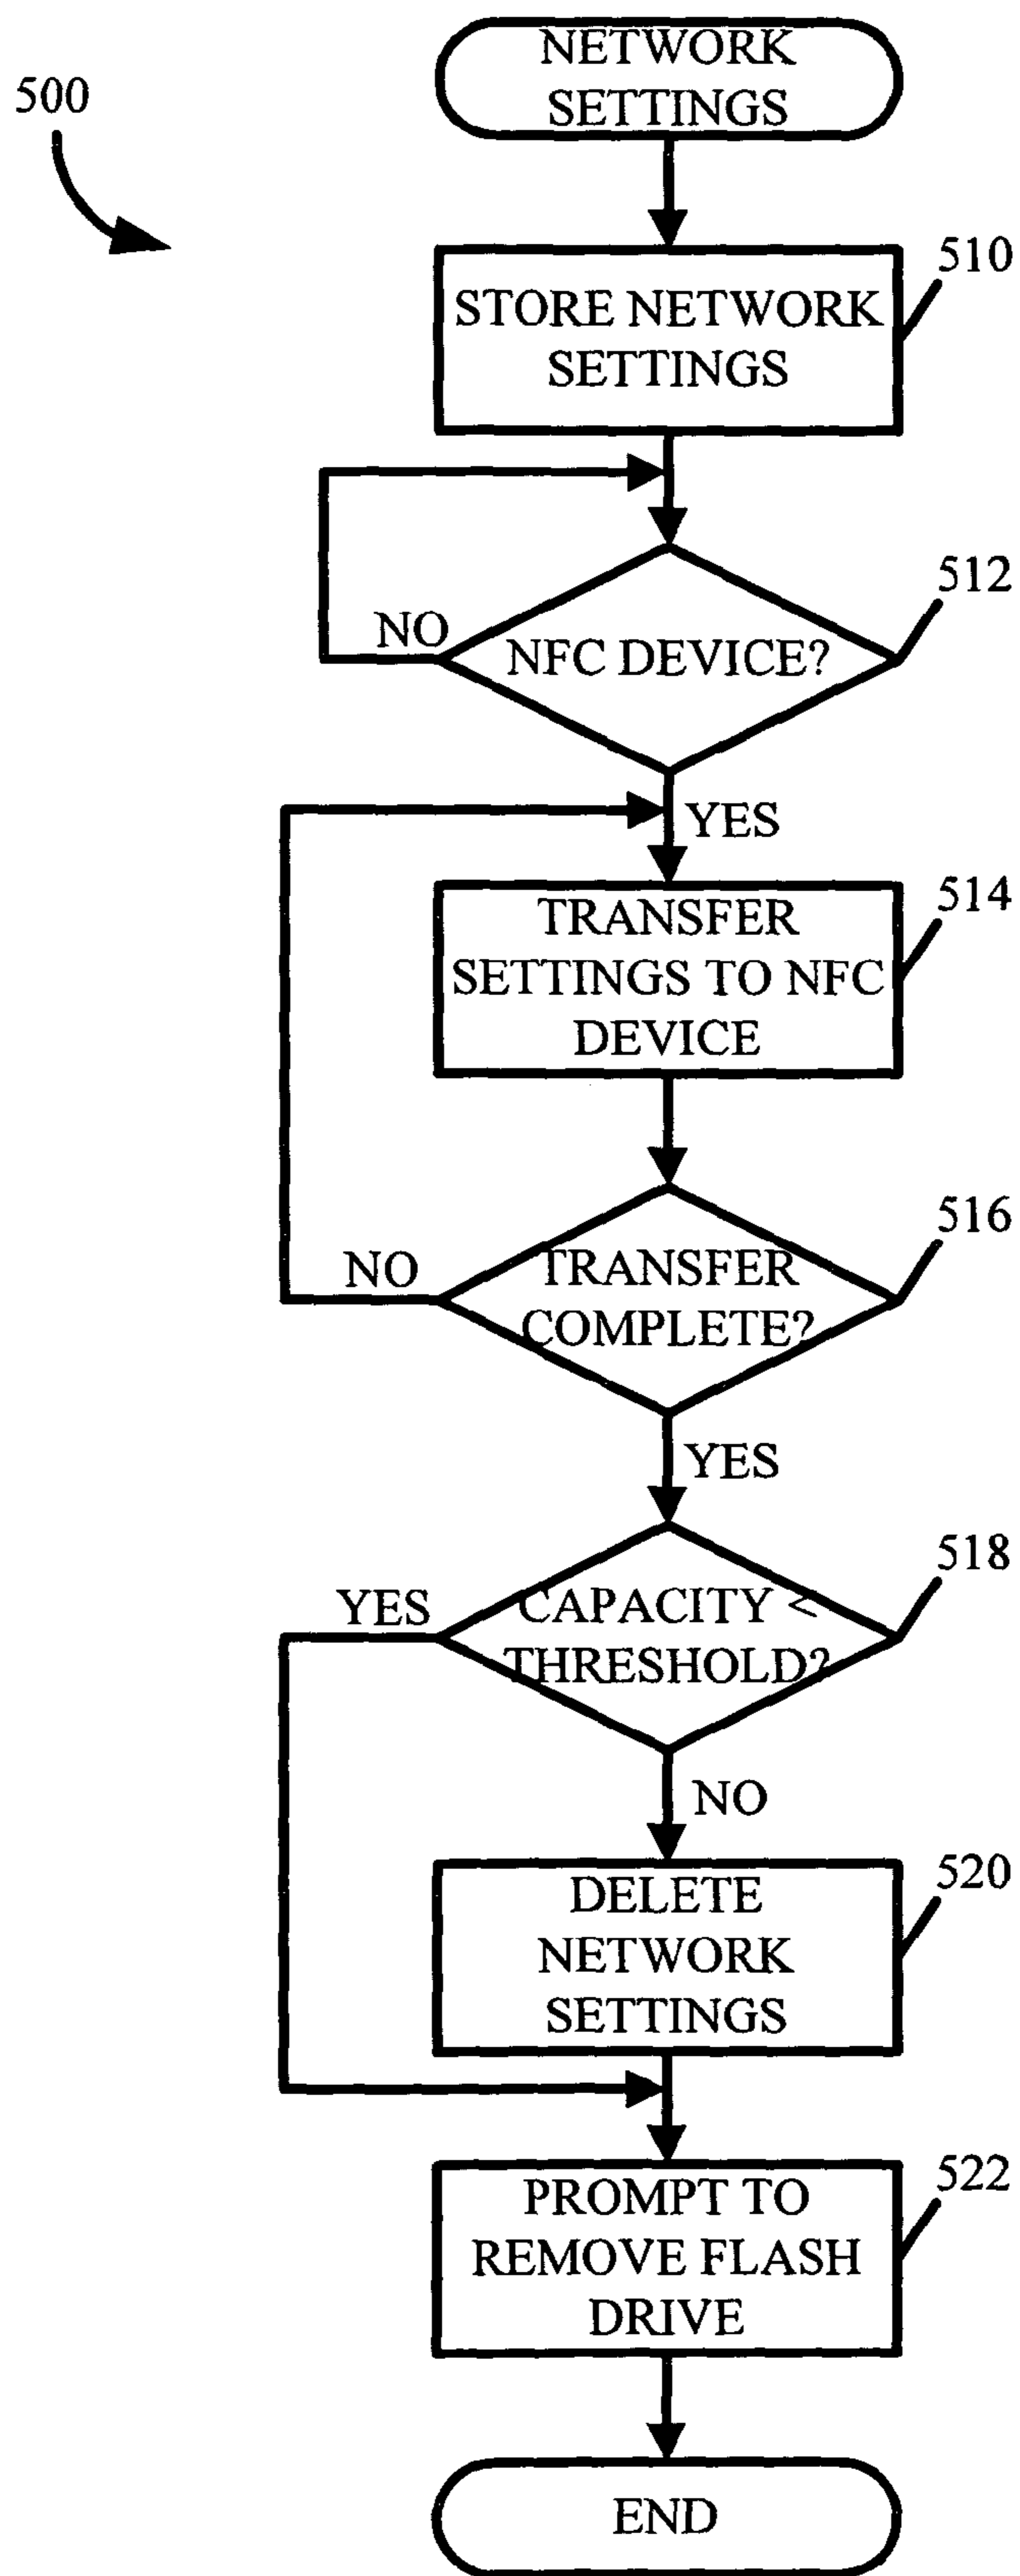 NETWORK
SETTINGS
500
510
STORE NETWORK
SETTINGS
512
NO
NFC DEVICE?
YES
514
TRANSFER
SETTINGS TO NFC
DEVICE
516
NO
TRANSFER
COMPLETE?
YES
518
YES
CAPACITY <
THRESHOLD?
NO
520
DELETE
NETWORK
SETTINGS
522
PROMPT TO
REMOVE FLASH
DRIVE
END